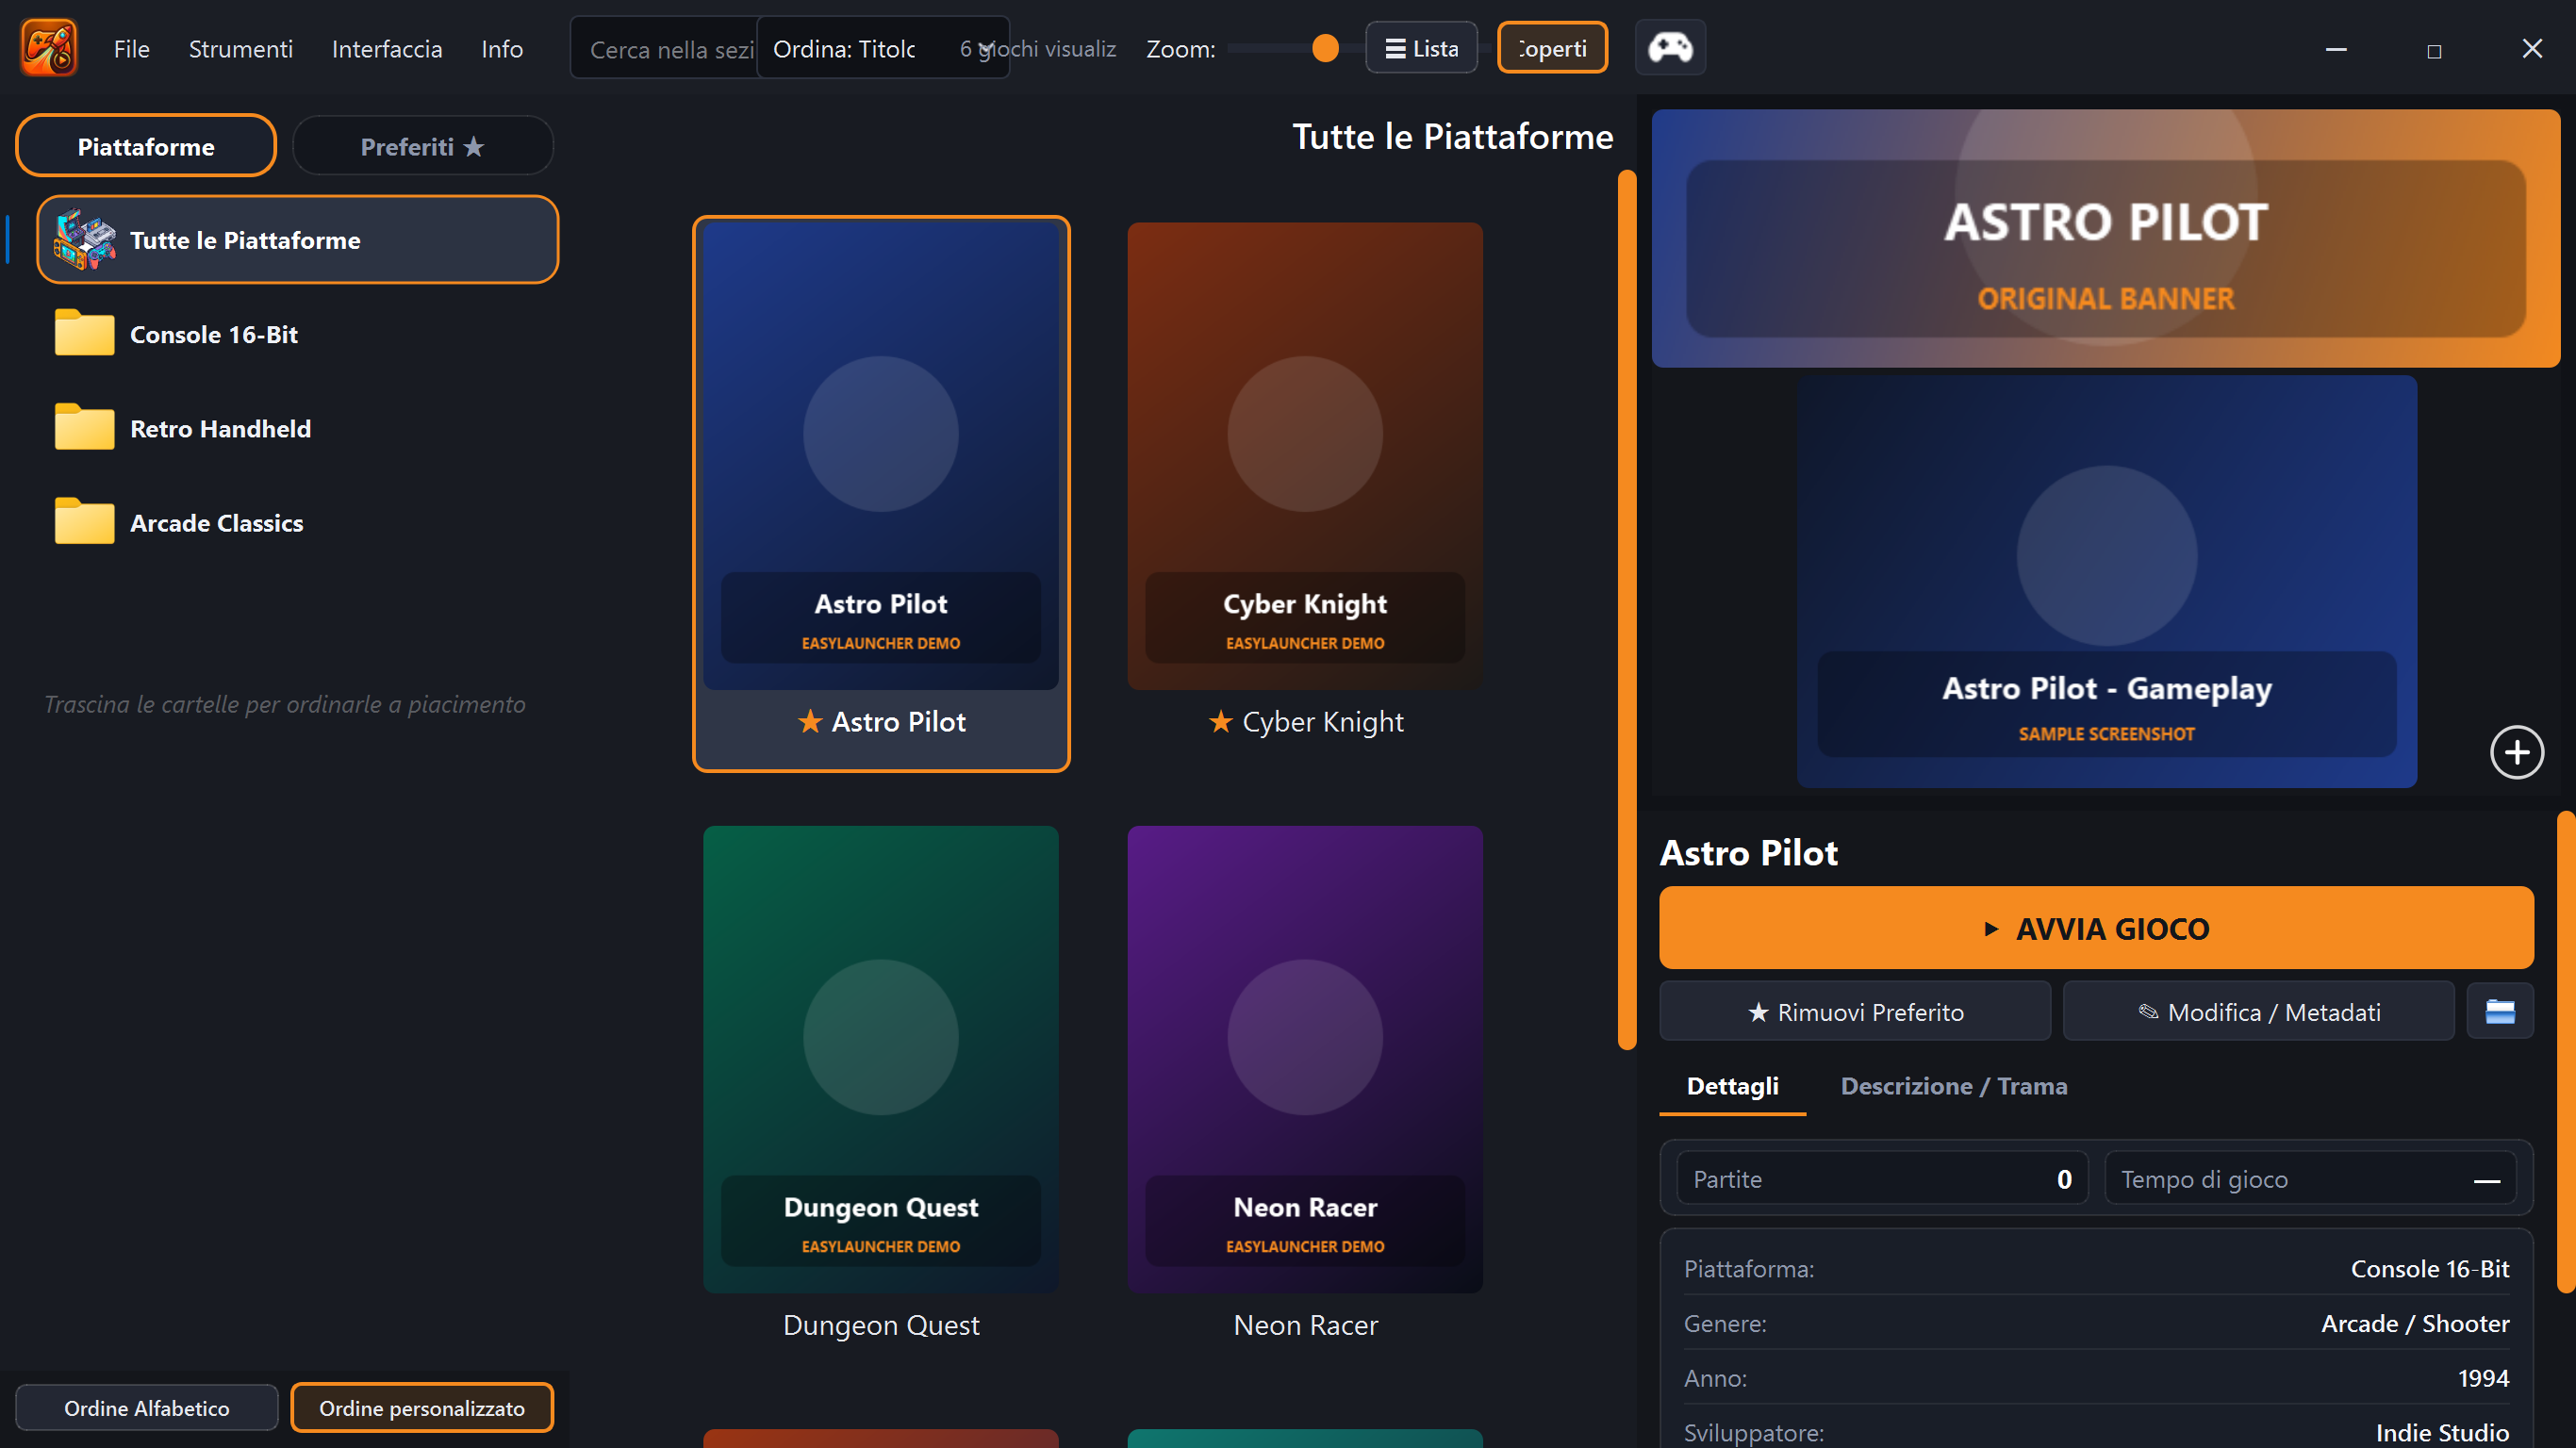 File Strumenti Interfaccia Info
Cerca nella sezi
Ordina: Titolo
6 giochi visualiz
Zoom:
Lista
Coperti
Piattaforme
Preferiti ★
Tutte le Piattaforme
Console 16-Bit
Retro Handheld
Arcade Classics
Trascina le cartelle per ordinarle a piacimento
Ordine Alfabetico
Ordine personalizzato
Tutte le Piattaforme
Astro Pilot
EASYLAUNCHER DEMO
★ Astro Pilot
Cyber Knight
EASYLAUNCHER DEMO
★ Cyber Knight
Dungeon Quest
EASYLAUNCHER DEMO
Dungeon Quest
Neon Racer
EASYLAUNCHER DEMO
Neon Racer
ASTRO PILOT
ORIGINAL BANNER
Astro Pilot - Gameplay
SAMPLE SCREENSHOT
Astro Pilot
▶ AVVIA GIOCO
★ Rimuovi Preferito
✎ Modifica / Metadati
Dettagli
Descrizione / Trama
Partite 0
Tempo di gioco —
Piattaforma: Console 16-Bit
Genere: Arcade / Shooter
Anno: 1994
Sviluppatore: Indie Studio